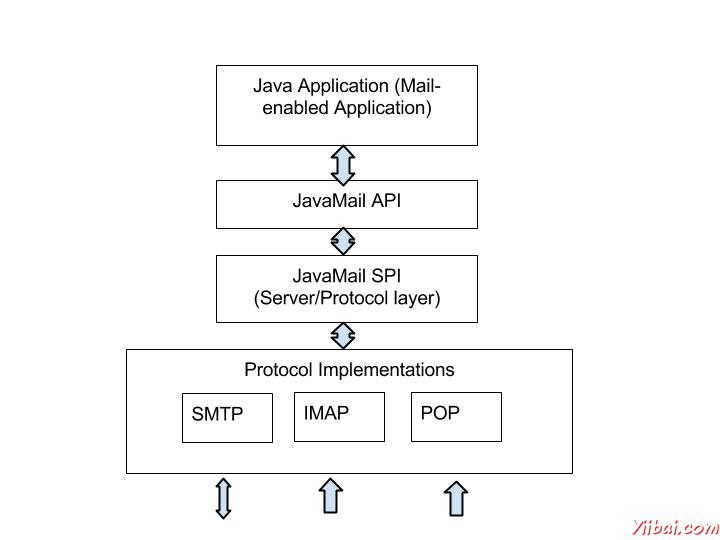 Java Application (Mail-
enabled Application)
JavaMail API
JavaMail SPI
(Server/Protocol layer)
Protocol Implementations
SMTP
IMAP
POP
Yiibai.com